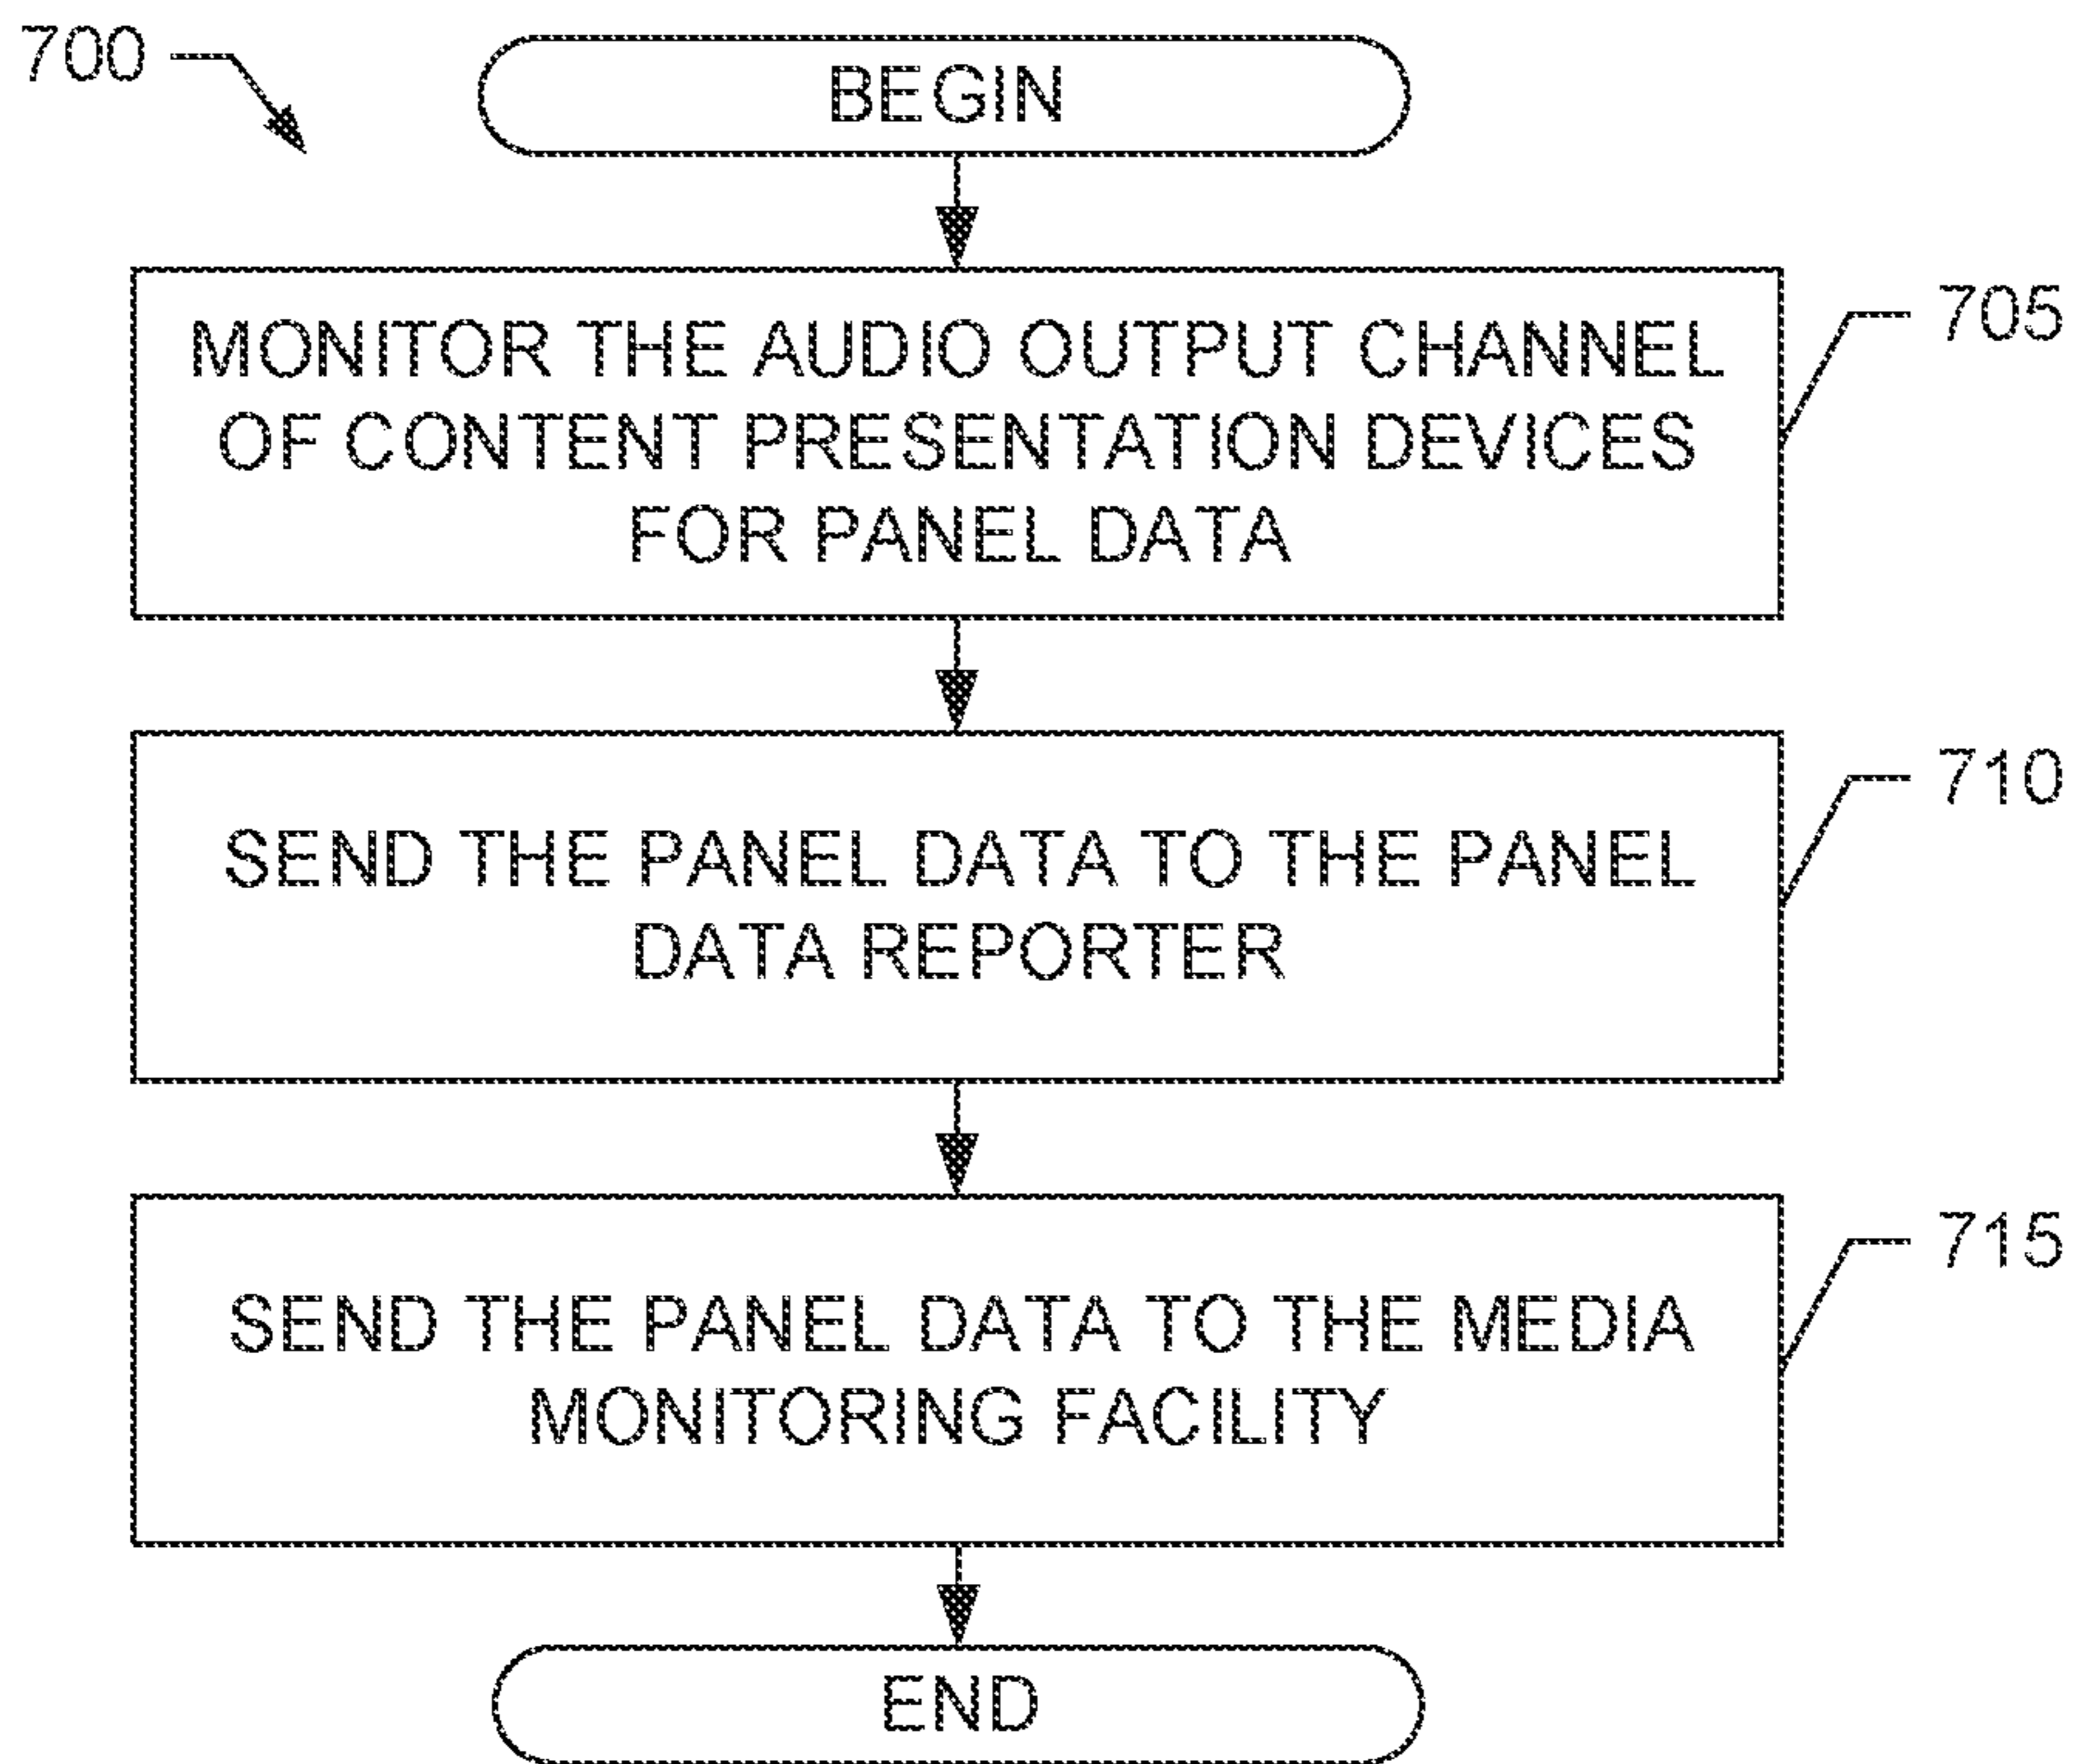 700
BEGIN
MONITOR THE AUDIO OUTPUT CHANNEL
OF CONTENT PRESENTATION DEVICES
FOR PANEL DATA
705
SEND THE PANEL DATA TO THE PANEL
DATA REPORTER
710
SEND THE PANEL DATA TO THE MEDIA
MONITORING FACILITY
715
END